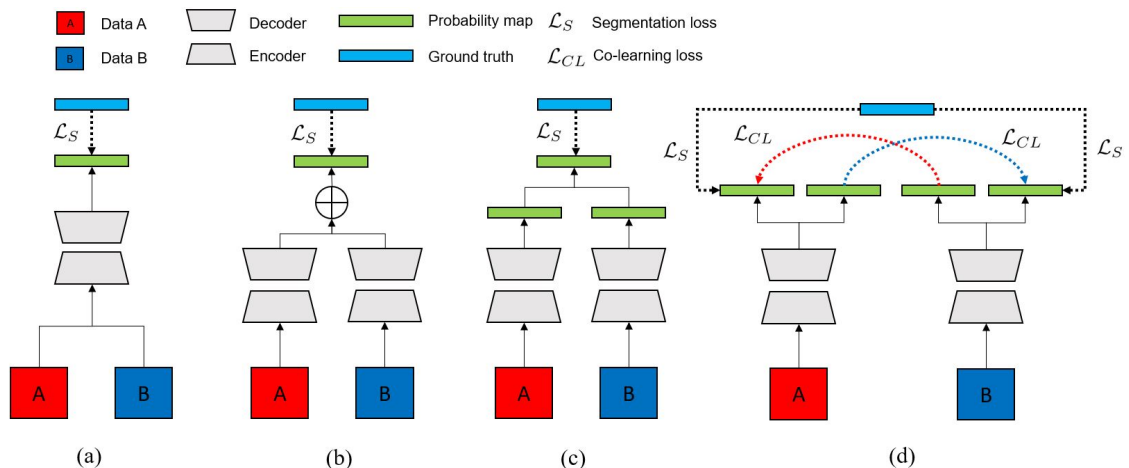 A Data A Decoder Probability map ℒ_S Segmentation loss
B Data B Encoder Ground truth ℒ_CL Co-learning loss
ℒ_S ℒ_S ℒ_S ℒ_S ℒ_CL ℒ_CL ℒ_S
A B A B A B A B
(a) (b) (c) (d)